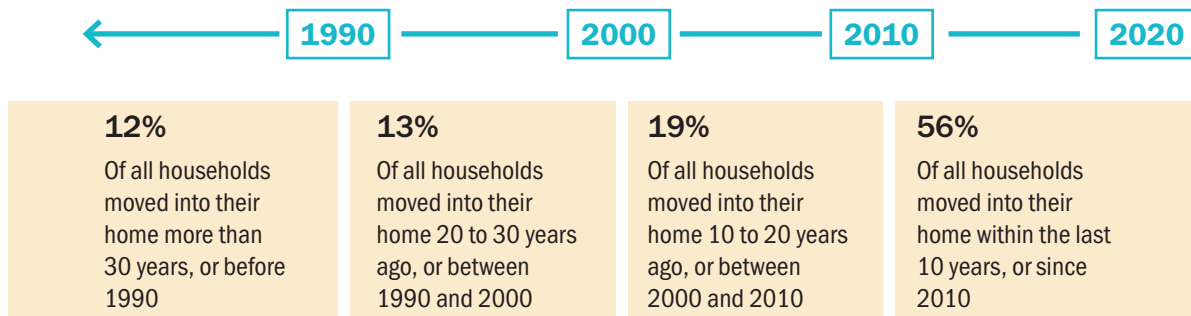 1990
2000
2010
2020
12%
Of all households
moved into their
home more than
30 years, or before
1990
13%
Of all households
moved into their
home 20 to 30 years
ago, or between
1990 and 2000
19%
Of all households
moved into their
home 10 to 20 years
ago, or between
2000 and 2010
56%
Of all households
moved into their
home within the last
10 years, or since
2010